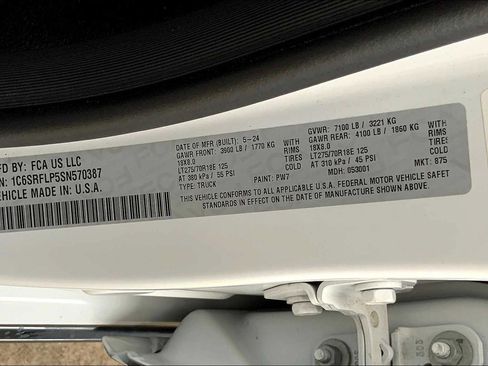 FD BY: FCA US LLC
N: 1C6SRFLP5SN570387
VEHICLE MADE IN: U.S.A.
DATE OF MFR (BUILT): 5-24
GAWR FRONT: 3900 LB / 1770 KG WITH
18X8.0 RIMS
LT275/70R18E 125 TIRES
AT 380 kPa / 55 PSI COLD
TYPE: TRUCK PAINT: PW7
GVWR: 7100 LB / 3221 KG
GAWR REAR: 4100 LB / 1860 KG WITH
18X8.0 RIMS
LT275/70R18E 125 TIRES
AT 310 kPa / 45 PSI COLD
MDH: 053001 MKT: 875
THIS VEHICLE CONFORMS TO ALL APPLICABLE U.S.A. FEDERAL MOTOR VEHICLE SAFETY
STANDARDS IN EFFECT ON THE DATE OF MANUFACTURE SHOWN ABOVE.